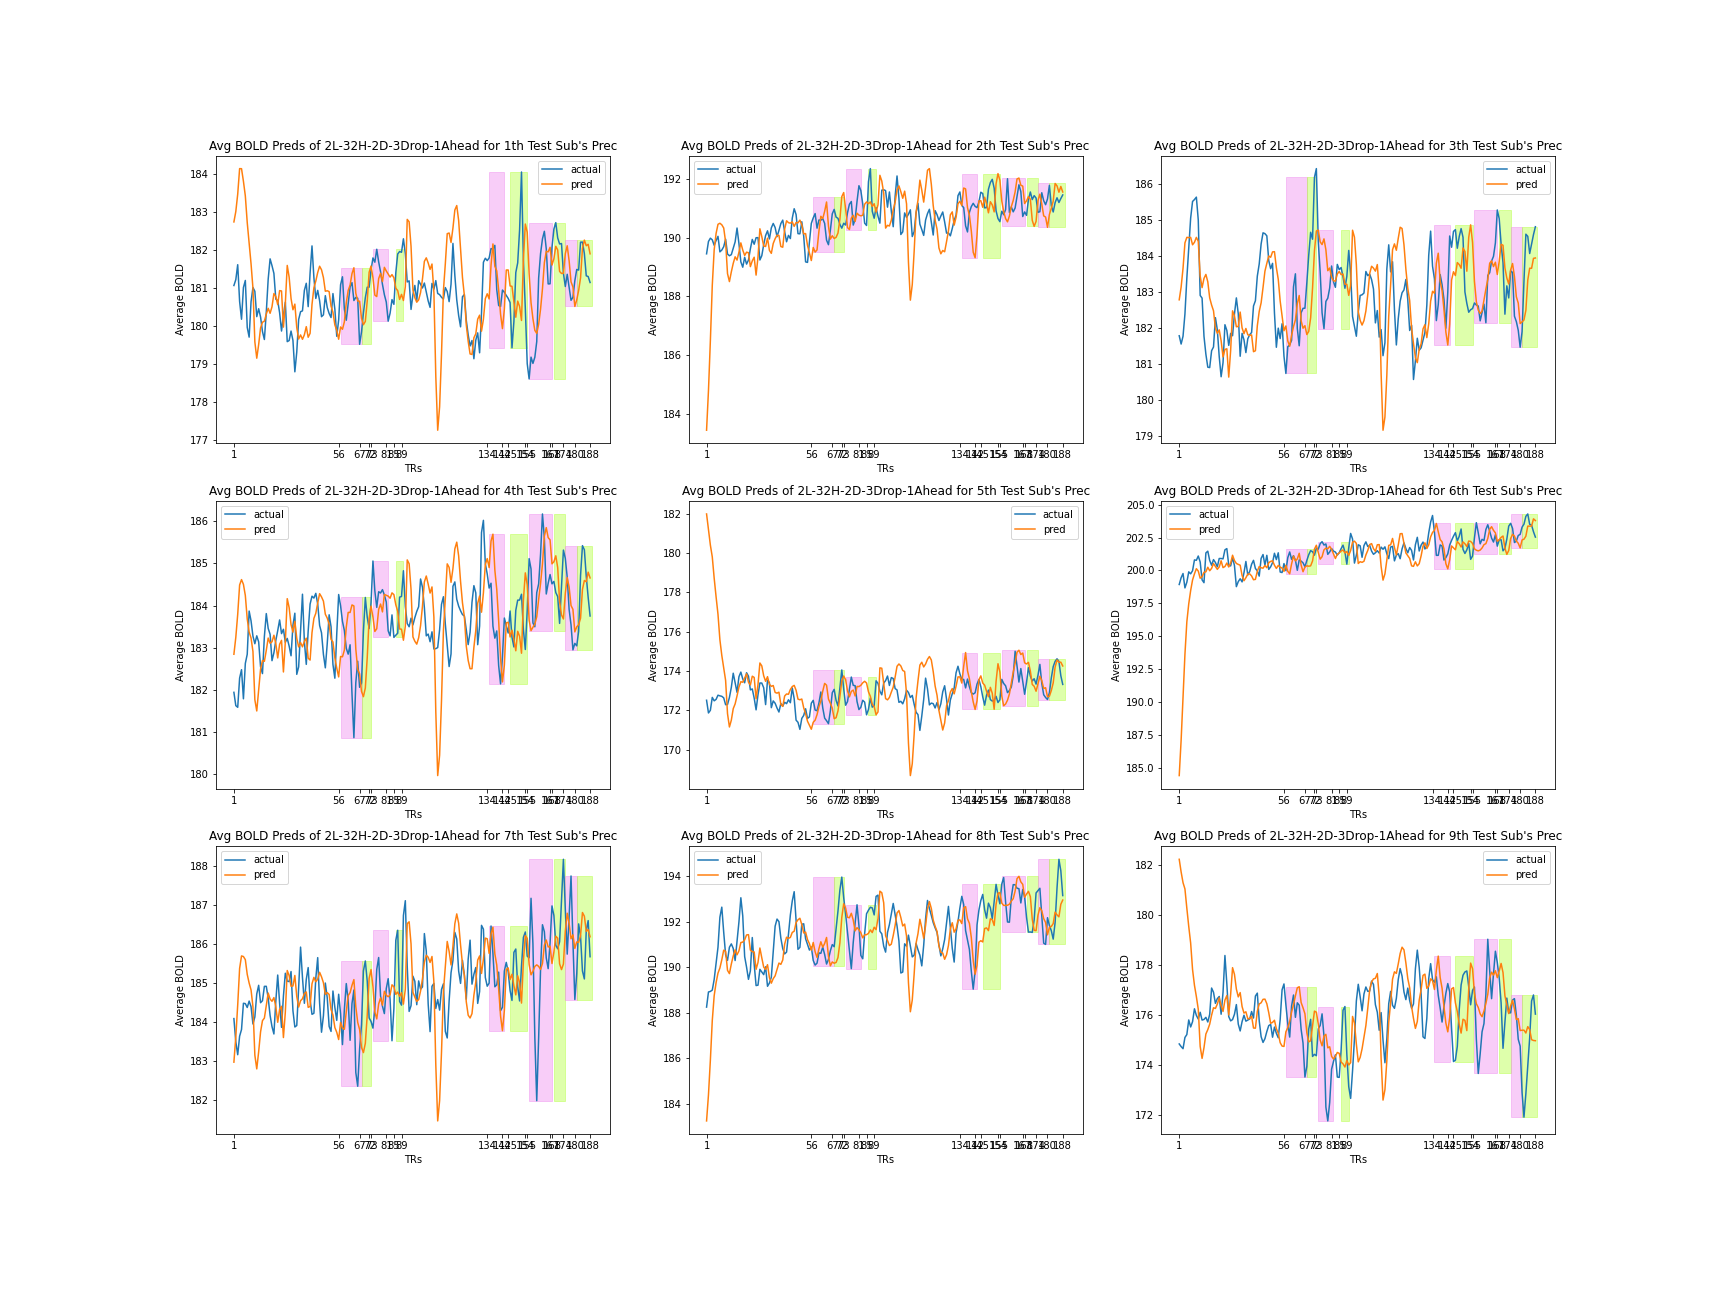 Avg BOLD Preds of 2L-32H-2D-3Drop-1Ahead for 1th Test Sub's Prec
actual
pred
Average BOLD
184
183
182
181
180
179
178
177
1 56
TRs
Avg BOLD Preds of 2L-32H-2D-3Drop-1Ahead for 2th Test Sub's Prec
actual
pred
Average BOLD
192
190
188
186
184
1 56
TRs
Avg BOLD Preds of 2L-32H-2D-3Drop-1Ahead for 3th Test Sub's Prec
actual
pred
Average BOLD
186
185
184
183
182
181
180
179
1 56
TRs
Avg BOLD Preds of 2L-32H-2D-3Drop-1Ahead for 4th Test Sub's Prec
actual
pred
Average BOLD
186
185
184
183
182
181
180
1 56
TRs
Avg BOLD Preds of 2L-32H-2D-3Drop-1Ahead for 5th Test Sub's Prec
actual
pred
Average BOLD
182
180
178
176
174
172
170
1 56
TRs
Avg BOLD Preds of 2L-32H-2D-3Drop-1Ahead for 6th Test Sub's Prec
actual
pred
Average BOLD
205.0
202.5
200.0
197.5
195.0
192.5
190.0
187.5
185.0
1 56
TRs
Avg BOLD Preds of 2L-32H-2D-3Drop-1Ahead for 7th Test Sub's Prec
actual
pred
Average BOLD
188
187
186
185
184
183
182
1 56
TRs
Avg BOLD Preds of 2L-32H-2D-3Drop-1Ahead for 8th Test Sub's Prec
actual
pred
Average BOLD
194
192
190
188
186
184
1 56
TRs
Avg BOLD Preds of 2L-32H-2D-3Drop-1Ahead for 9th Test Sub's Prec
actual
pred
Average BOLD
182
180
178
176
174
172
1 56
TRs